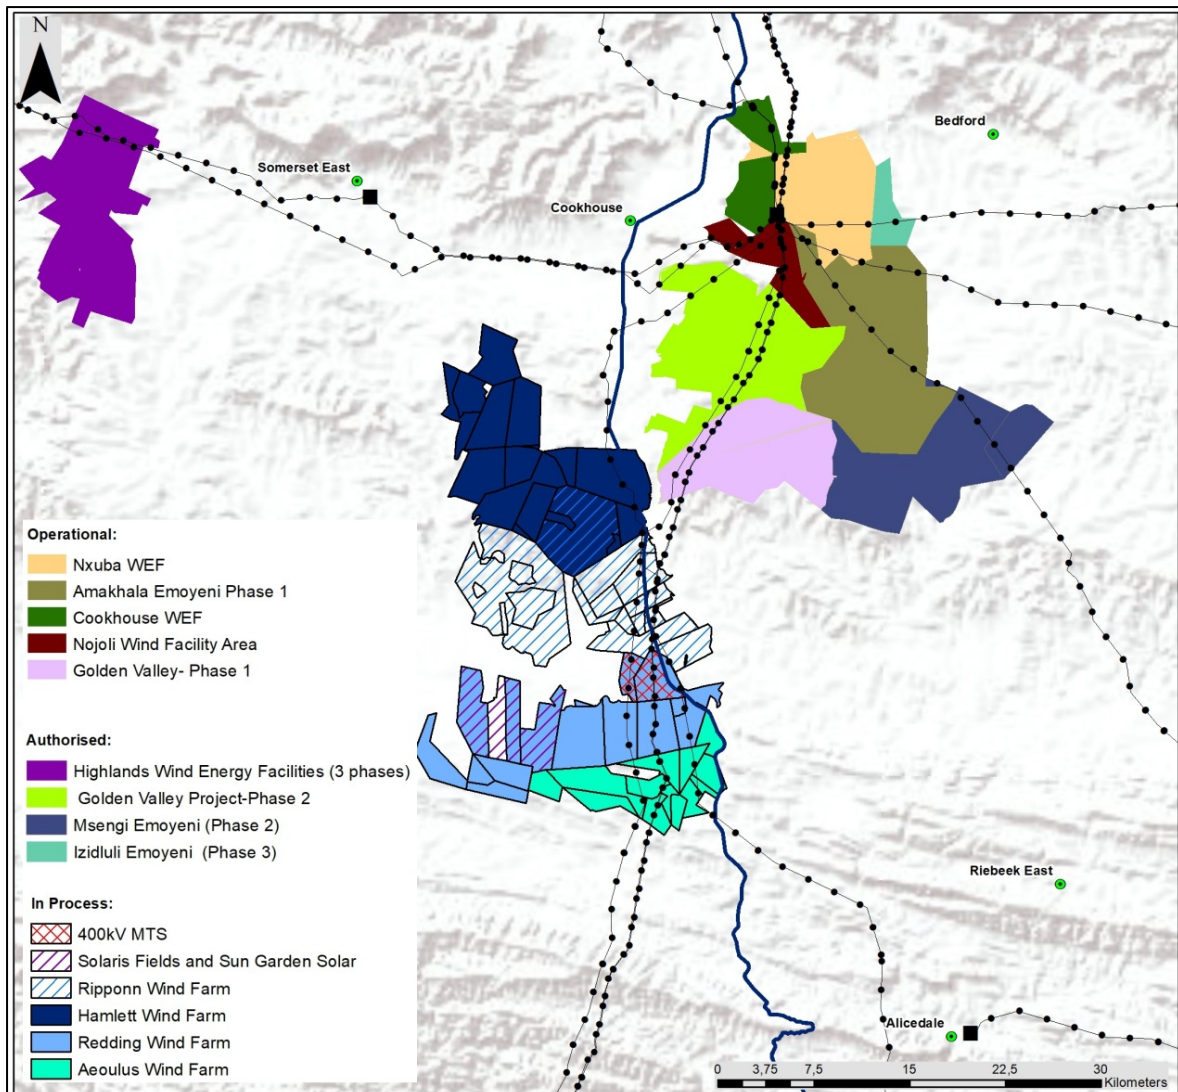 N
Bedford
Somerset East
Cookhouse
Operational:
Nxuba WEF
Amakhala Emoyeni Phase 1
Cookhouse WEF
Nojoli Wind Facility Area
Golden Valley- Phase 1
Authorised:
Highlands Wind Energy Facilities (3 phases)
Golden Valley Project-Phase 2
Msengi Emoyeni (Phase 2)
Izidluli Emoyeni (Phase 3)
In Process:
400kV MTS
Solaris Fields and Sun Garden Solar
Ripponn Wind Farm
Hamlett Wind Farm
Redding Wind Farm
Aeoulus Wind Farm
Riebeek East
Alicedale
0 3,75 7,5 15 22,5 30
Kilometers